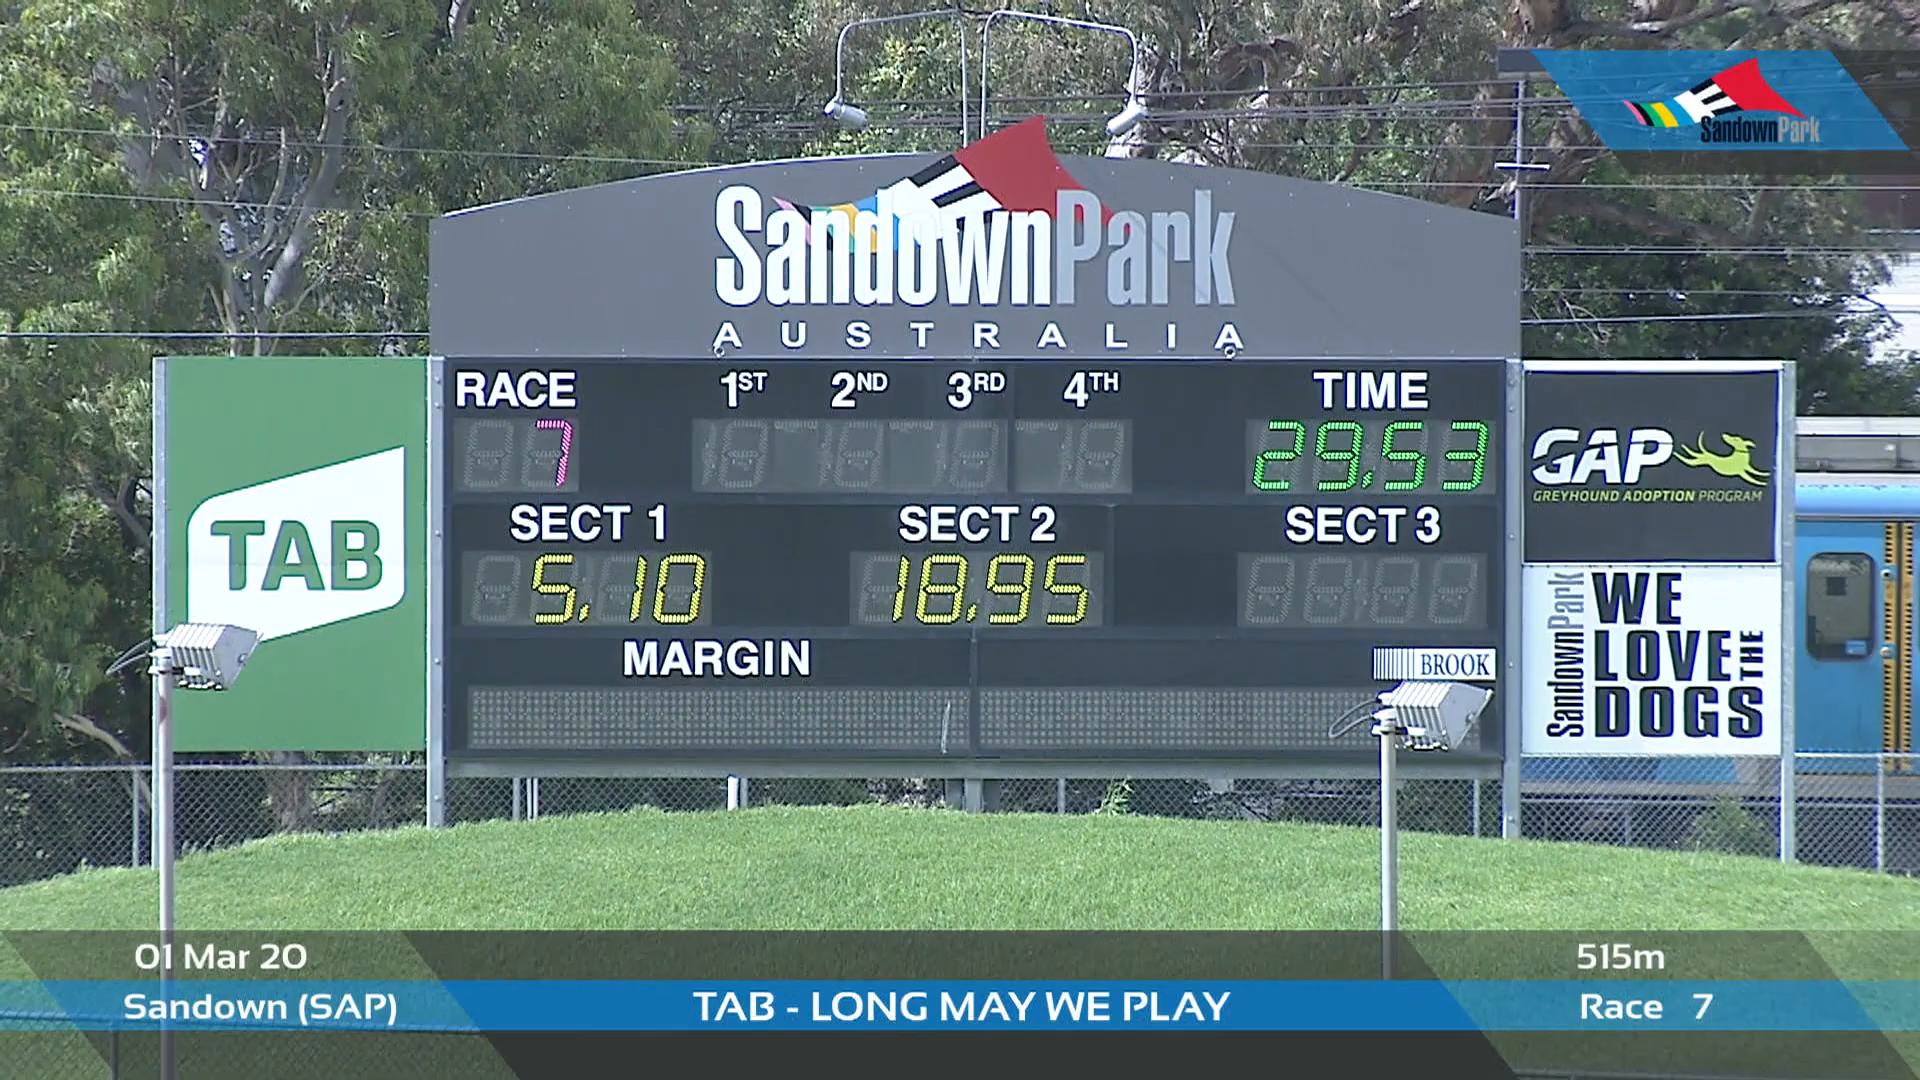 SandownPark
SandownPark
AUSTRALIA
RACE 1ST 2ND 3RD 4TH TIME
7 29.53
SECT 1 SECT 2 SECT 3
5.10 18.95
MARGIN
BROOK
TAB
GAP
GREYHOUND ADOPTION PROGRAM
SandownPark
WE
LOVE THE
DOGS
01 Mar 20
515m
Sandown (SAP)
TAB - LONG MAY WE PLAY
Race 7